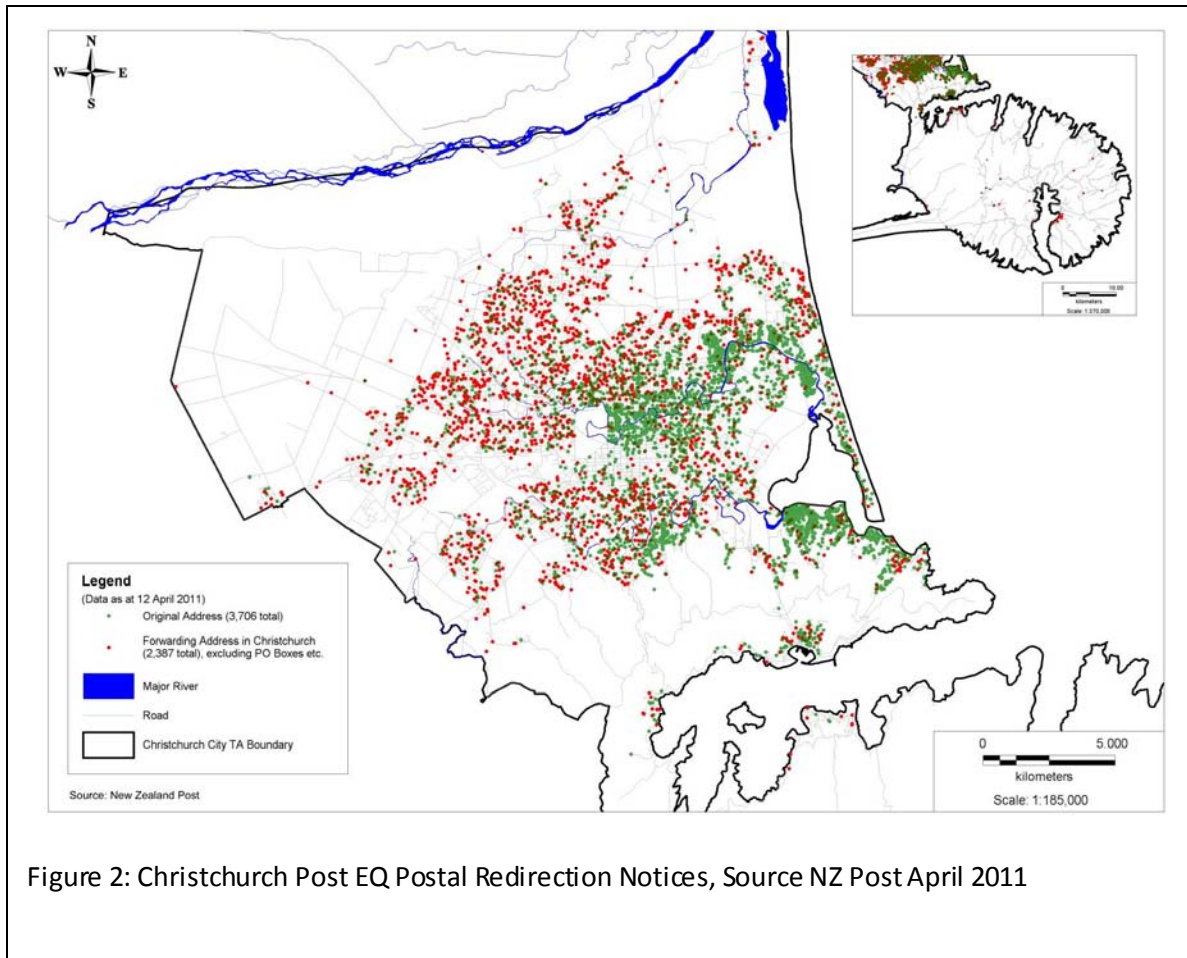 N
W E
S
0 10.00
kilometers
Scale: 1:370,000
Legend
(Data as at 12 April 2011)
Original Address (3,706 total)
Forwarding Address in Christchurch
(2,387 total), excluding PO Boxes etc.
Major River
Road
Christchurch City TA Boundary
Source: New Zealand Post
0 5.000
kilometers
Scale: 1:185,000
Figure 2: Christchurch Post EQ Postal Redirection Notices, Source NZ Post April 2011